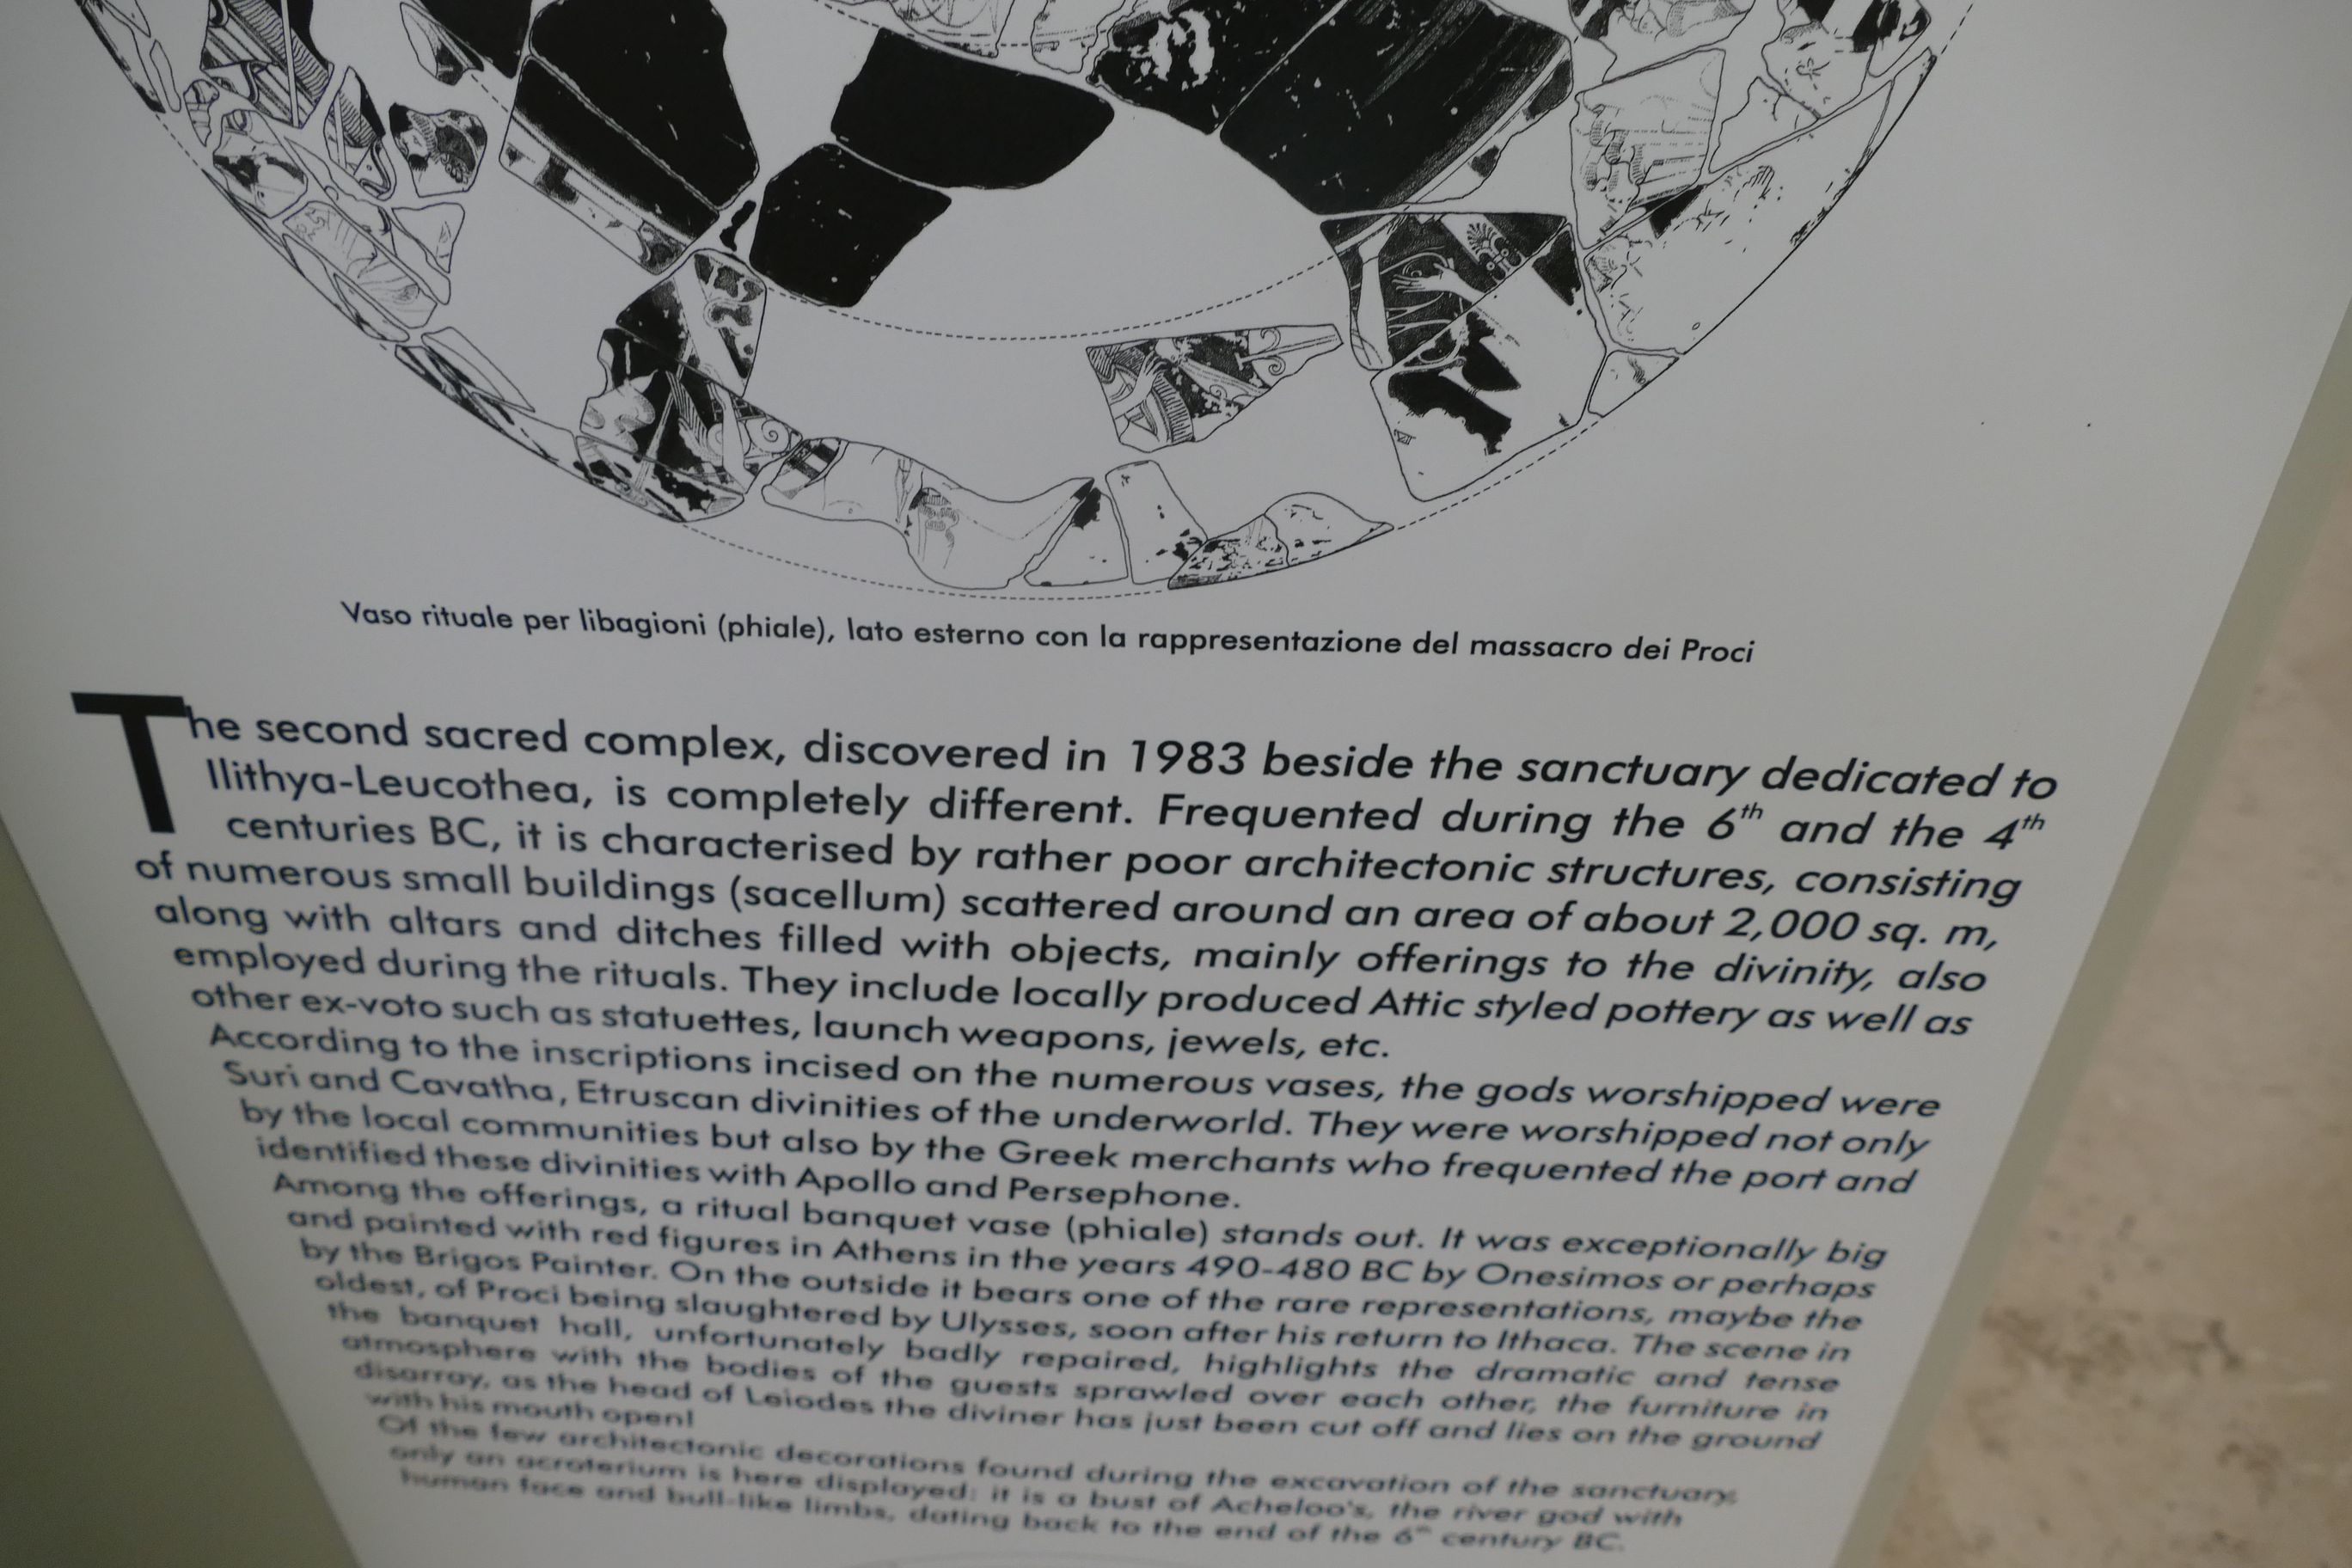 Vaso rituale per libagioni (phiale), lato esterno con la rappresentazione del massacro dei Proci
The second sacred complex, discovered in 1983 beside the sanctuary dedicated to
Ilithya-Leucothea, is completely different. Frequented during the 6th and the 4th
centuries BC, it is characterised by rather poor architectonic structures, consisting
of numerous small buildings (sacellum) scattered around an area of about 2,000 sq. m,
along with altars and ditches filled with objects, mainly offerings to the divinity, also
employed during the rituals. They include locally produced Attic styled pottery as well as
other ex-voto such as statuettes, launch weapons, jewels, etc.
According to the inscriptions incised on the numerous vases, the gods worshipped were
Suri and Cavatha, Etruscan divinities of the underworld. They were worshipped not only
by the local communities but also by the Greek merchants who frequented the port and
identified these divinities with Apollo and Persephone.
Among the offerings, a ritual banquet vase (phiale) stands out. It was exceptionally big
and painted with red figures in Athens in the years 490-480 BC by Onesimos or perhaps
by the Brigos Painter. On the outside it bears one of the rare representations, maybe the
oldest, of Proci being slaughtered by Ulysses, soon after his return to Ithaca. The scene in
the banquet hall, unfortunately badly repaired, highlights the dramatic and tense
atmosphere with the bodies of the guests sprawled over each other, the furniture in
disarray, as the head of Leiodes the diviner has just been cut off and lies on the ground
with his mouth open!
Of the few architectonic decorations found during the excavation of the sanctuary,
only an acroterium is here displayed: it is a bust of Acheloo's, the river god with
human face and bull-like limbs, dating back to the end of the 6th century BC.